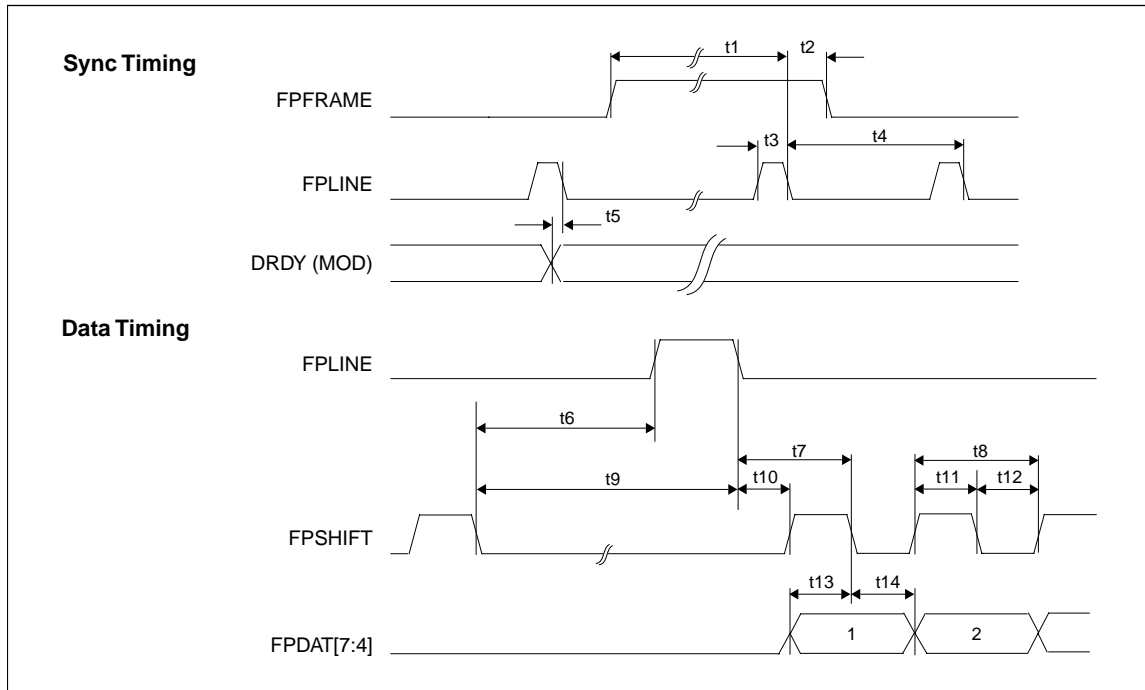 Sync Timing
t1
t2
FPFRAME
t3
t4
FPLINE
t5
DRDY (MOD)
Data Timing
FPLINE
t6
t7
t8
t9
t10
t11
t12
FPSHIFT
t13
t14
FPDAT[7:4]
1
2